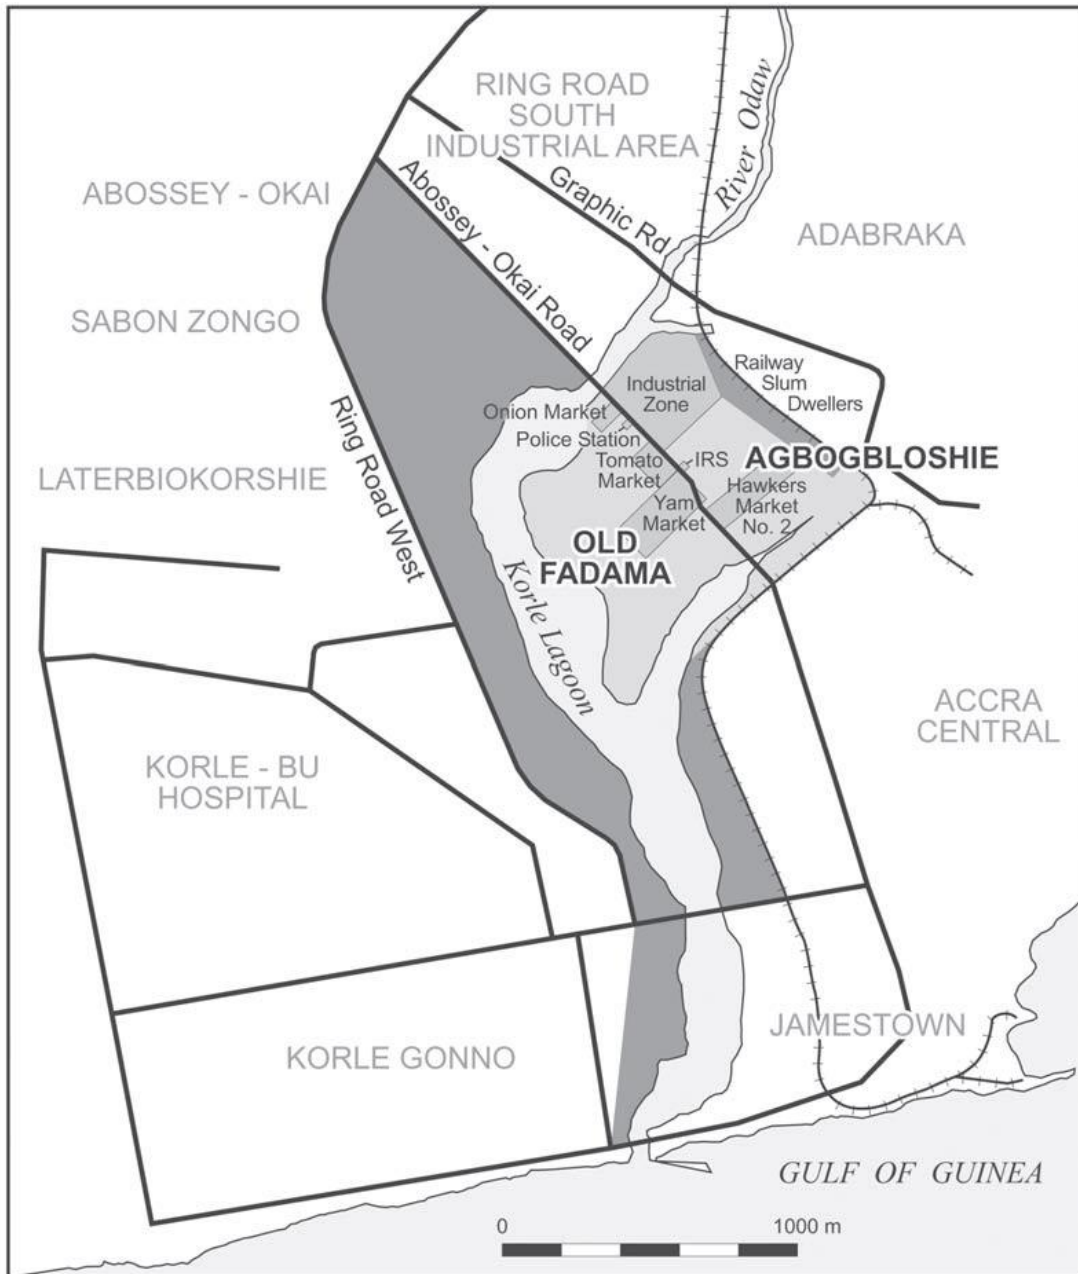 RING ROAD
SOUTH
INDUSTRIAL AREA
River Odaw
ABOSSEY - OKAI
Abossey - Okai Road
Graphic Rd
ADABRAKA
SABON ZONGO
Railway
Slum
Dwellers
Industrial
Zone
Onion Market
Police Station
Tomato
Market
IRS
AGBOGBLOSHIE
Hawkers
Market
No. 2
Yam
Market
Ring Road West
LATERBIOKORSHIE
OLD
FADAMA
Korle Lagoon
ACCRA
CENTRAL
KORLE - BU
HOSPITAL
JAMESTOWN
KORLE GONNO
GULF OF GUINEA
0
1000 m